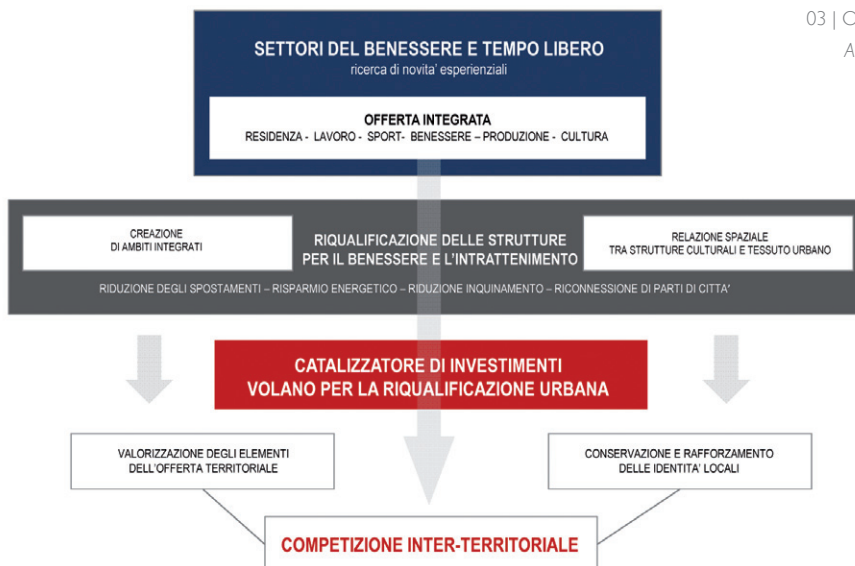 03 | C
A
SETTORI DEL BENESSERE E TEMPO LIBERO
ricerca di novita' esperienziali
OFFERTA INTEGRATA
RESIDENZA - LAVORO - SPORT- BENESSERE – PRODUZIONE - CULTURA
CREAZIONE
DI AMBITI INTEGRATI
RIQUALIFICAZIONE DELLE STRUTTURE
PER IL BENESSERE E L'INTRATTENIMENTO
RELAZIONE SPAZIALE
TRA STRUTTURE CULTURALI E TESSUTO URBANO
RIDUZIONE DEGLI SPOSTAMENTI – RISPARMIO ENERGETICO – RIDUZIONE INQUINAMENTO – RICONNESSIONE DI PARTI DI CITTA'
CATALIZZATORE DI INVESTIMENTI
VOLANO PER LA RIQUALIFICAZIONE URBANA
VALORIZZAZIONE DEGLI ELEMENTI
DELL'OFFERTA TERRITORIALE
CONSERVAZIONE E RAFFORZAMENTO
DELLE IDENTITA' LOCALI
COMPETIZIONE INTER-TERRITORIALE